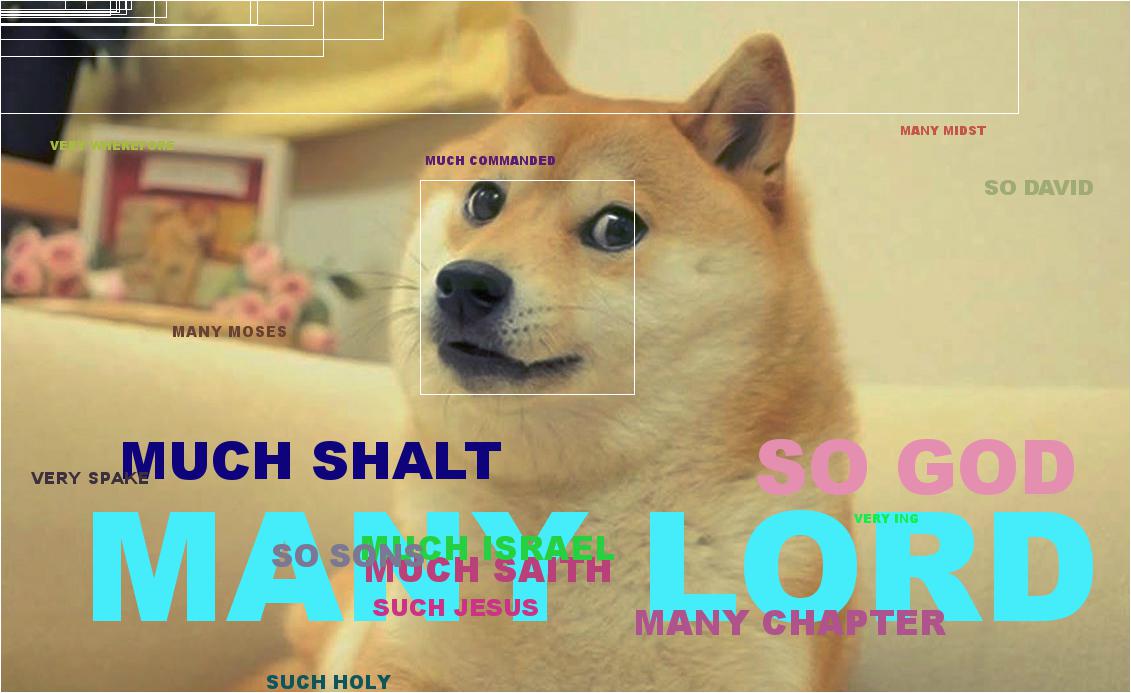 MANY MIDST
VERY WHEREFORE
MUCH COMMANDED
SO DAVID
MANY MOSES
MUCH SHALT
SO GOD
VERY SPAKE
VERY ING
MANY LORD
MUCH ISRAEL
SO SONS
MUCH SAITH
SUCH JESUS
MANY CHAPTER
SUCH HOLY